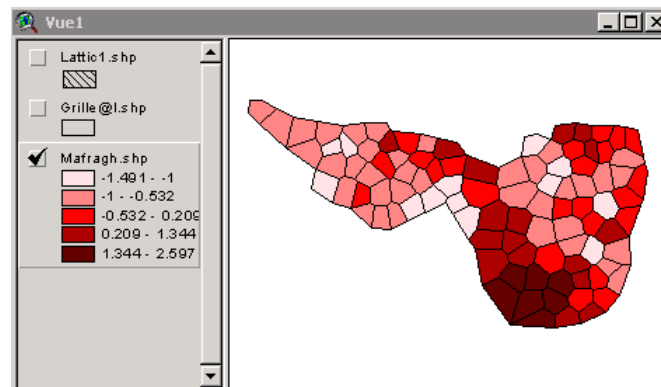 Vue1
Lattic1.shp
Grille@l.shp
Mafragh.shp
-1.491 - -1
-1 - -0.532
-0.532 - 0.209
0.209 - 1.344
1.344 - 2.597